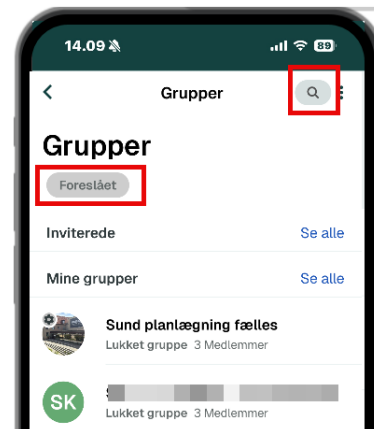 14.09 89
Grupper
Grupper
Foreslået
Inviterede Se alle
Mine grupper Se alle
Sund planlægning fælles
Lukket gruppe 3 Medlemmer
SK
Lukket gruppe 3 Medlemmer